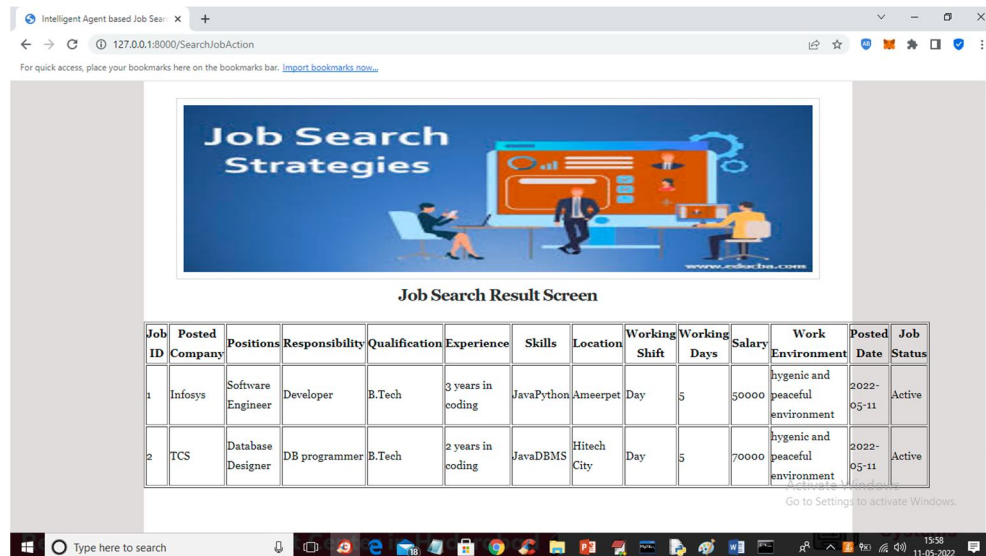 Intelligent Agent based Job Sear
127.0.0.1:8000/SearchJobAction
For quick access, place your bookmarks here on the bookmarks bar. Import bookmarks now...
Job Search
Strategies
www.educba.com
Job Search Result Screen
Job ID Posted Company Positions Responsibility Qualification Experience Skills Location Working Shift Working Days Salary Work Environment Posted Date Job Status
1 Infosys Software Engineer Developer B.Tech 3 years in coding JavaPython Ameerpet Day 5 50000 hygenic and peaceful environment 2022-05-11 Active
2 TCS Database Designer DB programmer B.Tech 2 years in coding JavaDBMS Hitech City Day 5 70000 hygenic and peaceful environment 2022-05-11 Active
Activate Windows
Go to Settings to activate Windows.
Type here to search
15:58
11-05-2022